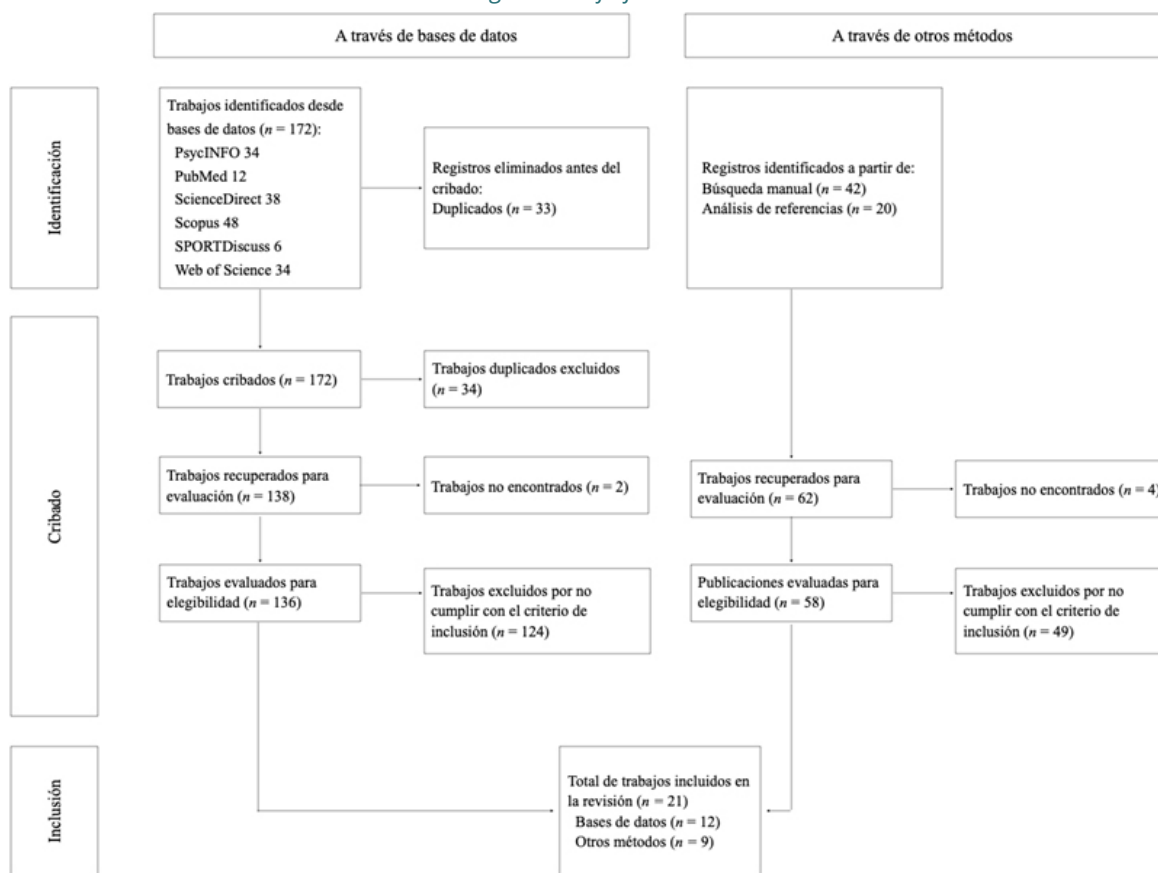 A través de bases de datos
A través de otros métodos
Identificación
Trabajos identificados desde
bases de datos (n = 172):
PsycINFO 34
PubMed 12
ScienceDirect 38
Scopus 48
SPORTDiscuss 6
Web of Science 34
Registros eliminados antes del
cribado:
Duplicados (n = 33)
Registros identificados a partir de:
Búsqueda manual (n = 42)
Análisis de referencias (n = 20)
Cribado
Trabajos cribados (n = 172)
Trabajos duplicados excluidos
(n = 34)
Trabajos recuperados para
evaluación (n = 138)
Trabajos no encontrados (n = 2)
Trabajos recuperados para
evaluación (n = 62)
Trabajos no encontrados (n = 4)
Trabajos evaluados para
elegibilidad (n = 136)
Trabajos excluidos por no
cumplir con el criterio de
inclusión (n = 124)
Publicaciones evaluadas para
elegibilidad (n = 58)
Trabajos excluidos por no
cumplir con el criterio de
inclusión (n = 49)
Inclusión
Total de trabajos incluidos en
la revisión (n = 21)
Bases de datos (n = 12)
Otros métodos (n = 9)